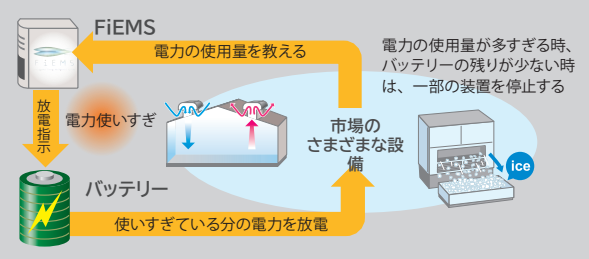 FiEMS
電力の使用量を教える
電力の使用量が多すぎる時、
バッテリーの残りが少ない時
は、一部の装置を停止する
FiEMS
放電指示
電力使いすぎ
市場の
さまざまな設
備
ice
バッテリー
使いすぎている分の電力を放電